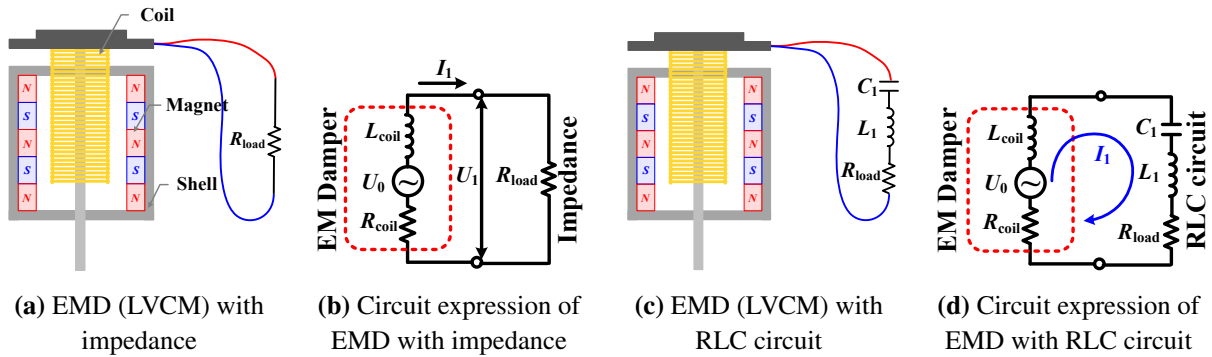 Coil
N
S
N
S
N
N
S
N
S
N
Magnet
Shell
R_load
I_1
EM Damper
L_coil
U_0
R_coil
U_1
R_load
Impedance
C_1
L_1
R_load
N
S
N
S
N
N
S
N
S
N
EM Damper
L_coil
U_0
R_coil
I_1
C_1
L_1
R_load
RLC circuit
(a) EMD (LVCM) with
impedance
(b) Circuit expression of
EMD with impedance
(c) EMD (LVCM) with
RLC circuit
(d) Circuit expression of
EMD with RLC circuit